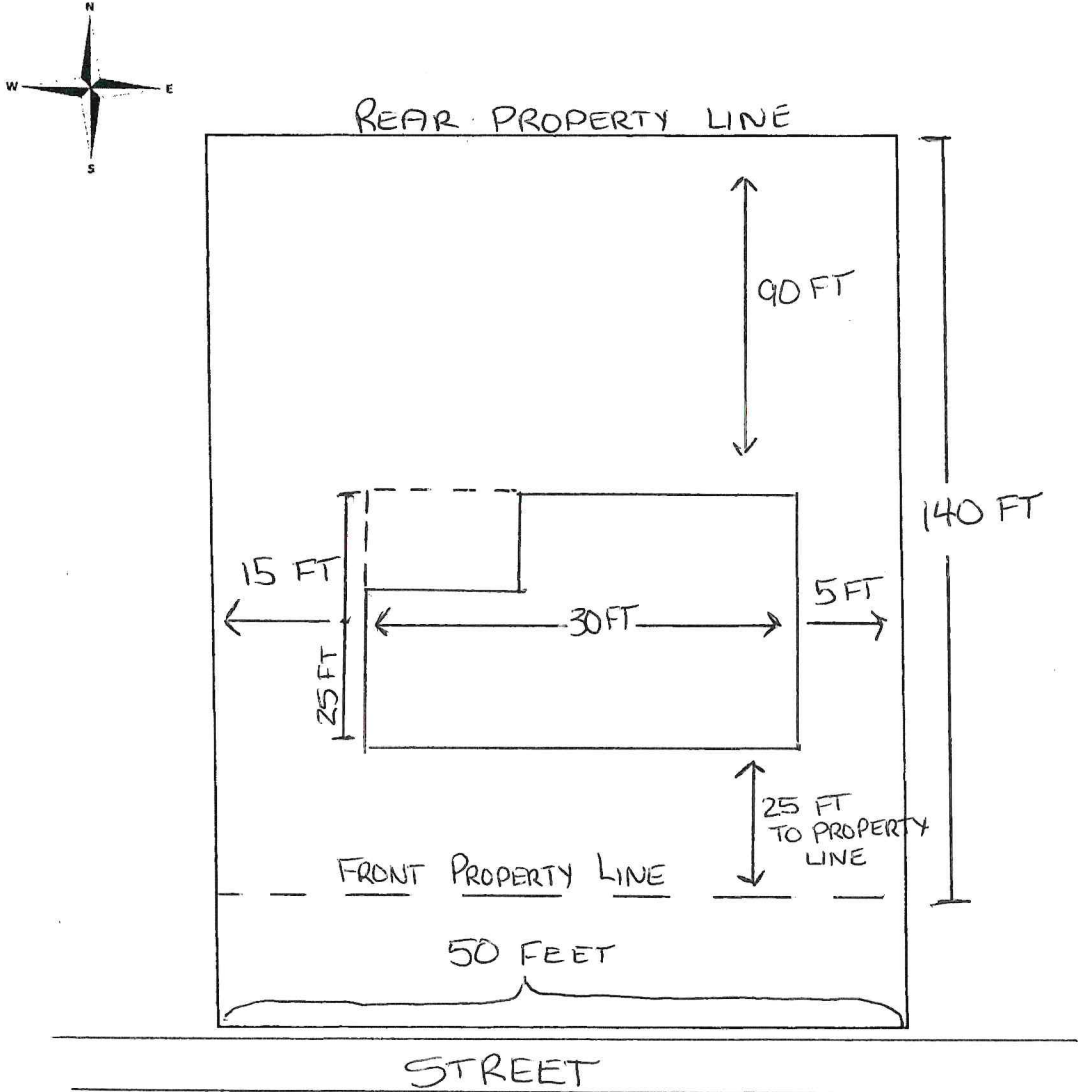 N
W E
S
REAR PROPERTY LINE
90 FT
140 FT
15 FT
5 FT
30 FT
25 FT
25 FT
TO PROPERTY
LINE
FRONT PROPERTY LINE
50 FEET
STREET